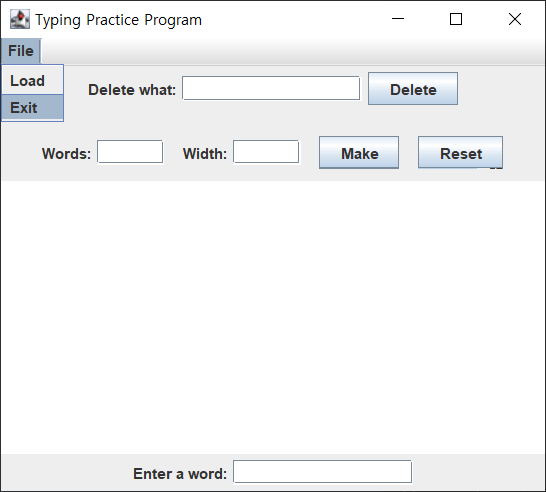 Typing Practice Program
File
Load
Exit
Delete what: Delete
Words: Width: Make Reset
Enter a word: